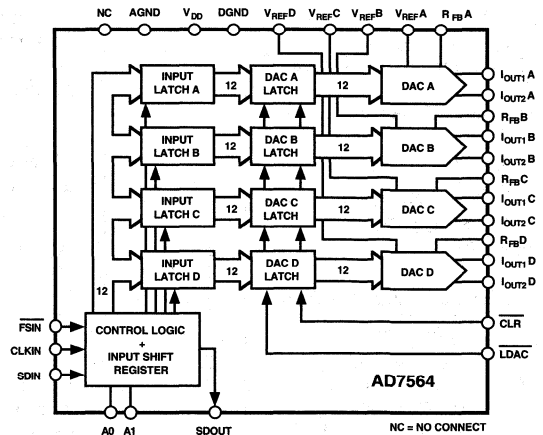 NC AGND VDD DGND VREFD VREFC VREFB VREFA RFBA
INPUT LATCH A
12
DAC A LATCH
12
DAC A
IOUT1A
IOUT2A
RFBB
INPUT LATCH B
12
DAC B LATCH
12
DAC B
IOUT1B
IOUT2B
RFBC
INPUT LATCH C
12
DAC C LATCH
12
DAC C
IOUT1C
IOUT2C
RFBD
INPUT LATCH D
12
DAC D LATCH
12
DAC D
IOUT1D
IOUT2D
12
FSIN
CLKIN
SDIN
CONTROL LOGIC
+
INPUT SHIFT
REGISTER
CLR
LDAC
AD7564
A0 A1 SDOUT
NC = NO CONNECT